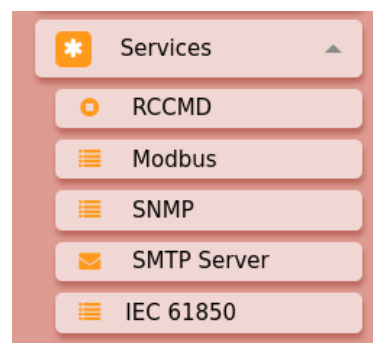 Services
RCCMD
Modbus
SNMP
SMTP Server
IEC 61850